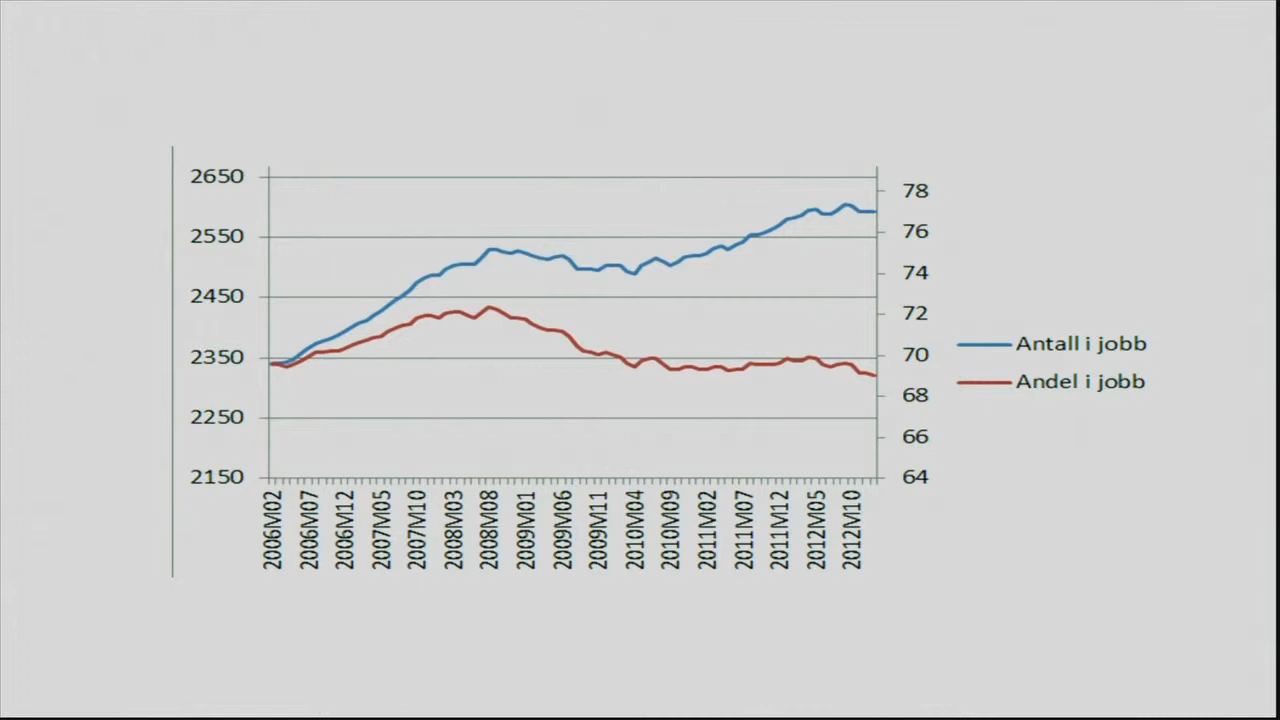 2650
2550
2450
2350
2250
2150
78
76
74
72
70
68
66
64
Antall i jobb
Andel i jobb
2006M02
2006M07
2006M12
2007M05
2007M10
2008M03
2008M08
2009M01
2009M06
2009M11
2010M04
2010M09
2011M02
2011M07
2011M12
2012M05
2012M10